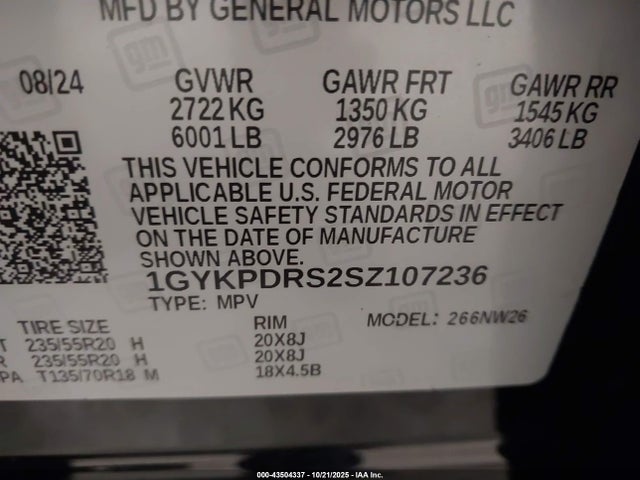 MFD BY GENERAL MOTORS LLC
08/24 GVWR GAWR FRT GAWR RR
2722 KG 1350 KG 1545 KG
6001 LB 2976 LB 3406 LB
THIS VEHICLE CONFORMS TO ALL
APPLICABLE U.S. FEDERAL MOTOR
VEHICLE SAFETY STANDARDS IN EFFECT
ON THE DATE OF MANUFACTURE
SHOWN ABOVE.
1GYKPDRS2SZ107236
TYPE: MPV
TIRE SIZE RIM MODEL: 266NW26
T 235/55R20 H 20X8J
R 235/55R20 H 20X8J
PA T135/70R18 M 18X4.5B
gm
000-43504337 - 10/21/2025 - IAA Inc.